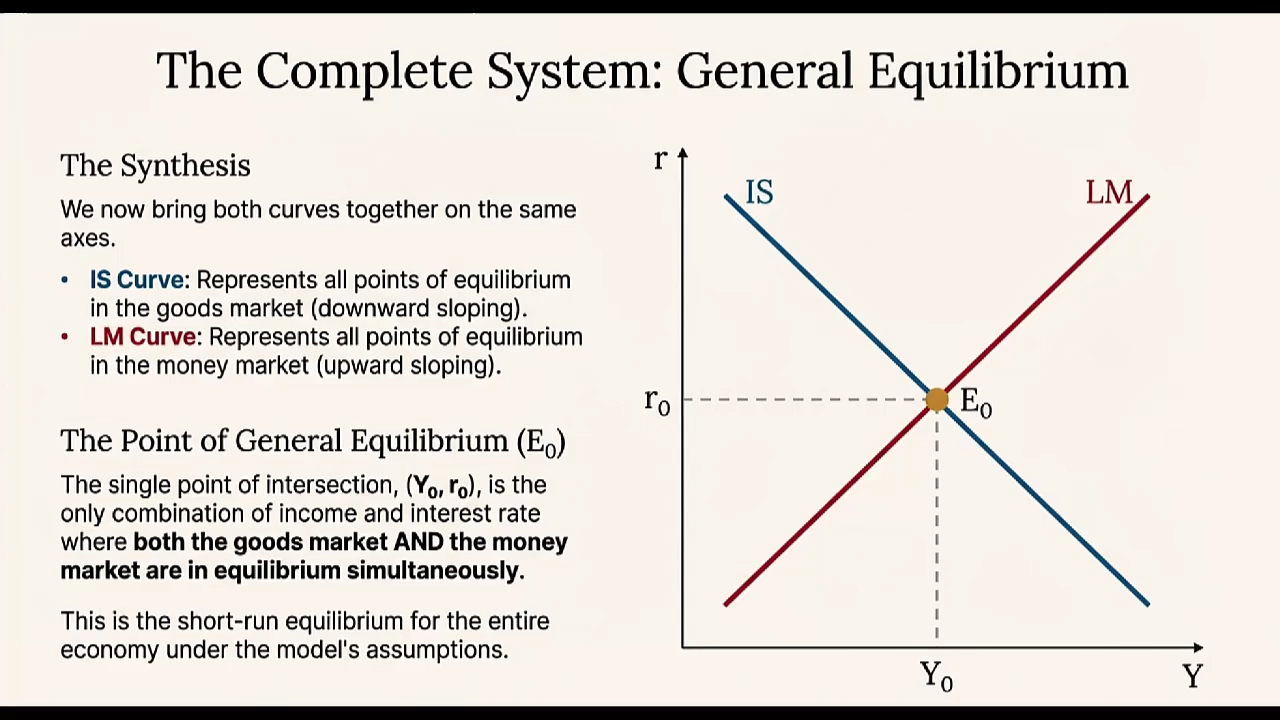 The Complete System: General Equilibrium
The Synthesis
We now bring both curves together on the same
axes.
• IS Curve: Represents all points of equilibrium
in the goods market (downward sloping).
• LM Curve: Represents all points of equilibrium
in the money market (upward sloping).
The Point of General Equilibrium (E₀)
The single point of intersection, (Y₀, r₀), is the
only combination of income and interest rate
where both the goods market AND the money
market are in equilibrium simultaneously.
This is the short-run equilibrium for the entire
economy under the model's assumptions.
r
IS
LM
r₀
E₀
Y₀
Y